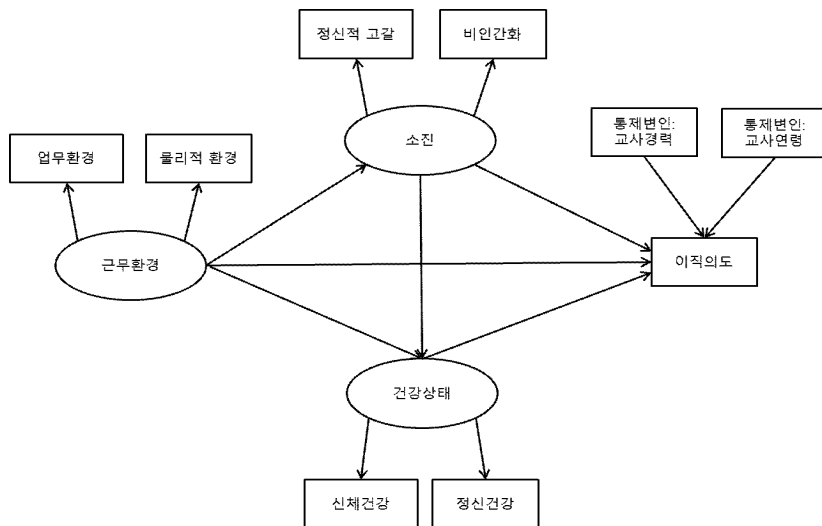 정신적 고갈
비인간화
소진
통제변인:
교사경력
통제변인:
교사연령
업무환경
물리적 환경
근무환경
이직의도
건강상태
신체건강
정신건강